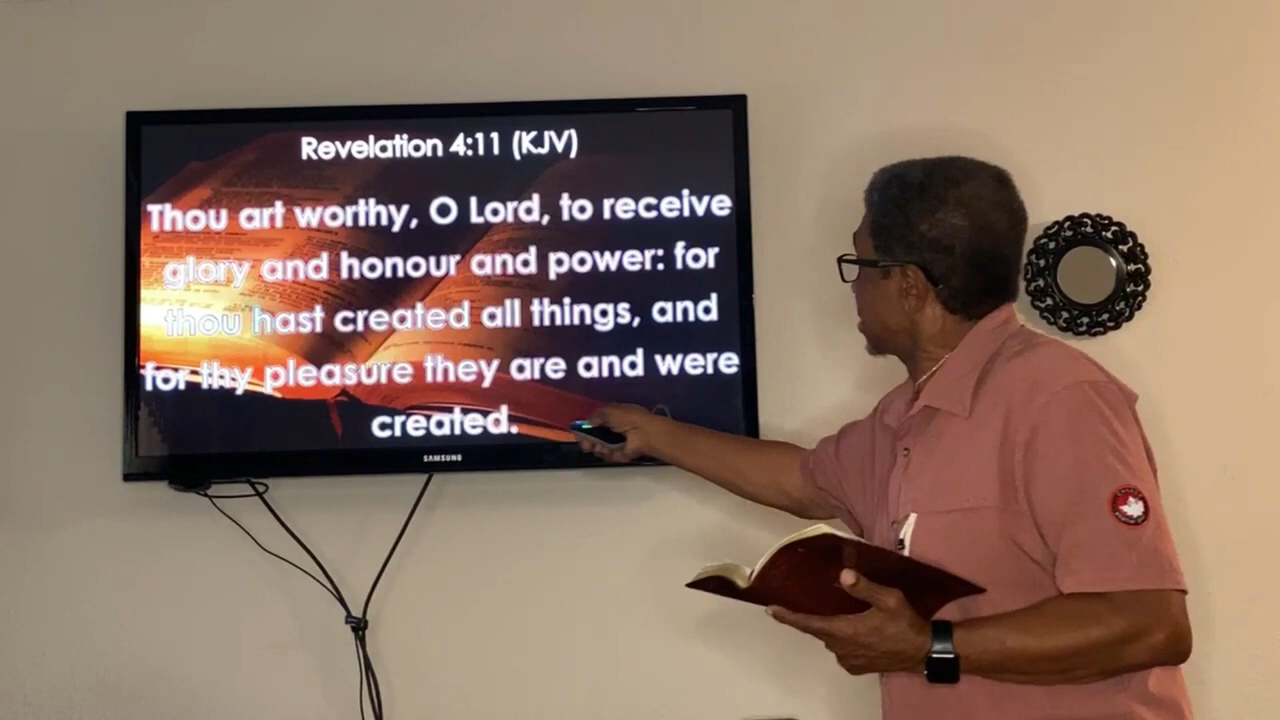 Revelation 4:11 (KJV)
Thou art worthy, O Lord, to receive
glory and honour and power: for
thou hast created all things, and
for thy pleasure they are and were
created.
SAMSUNG